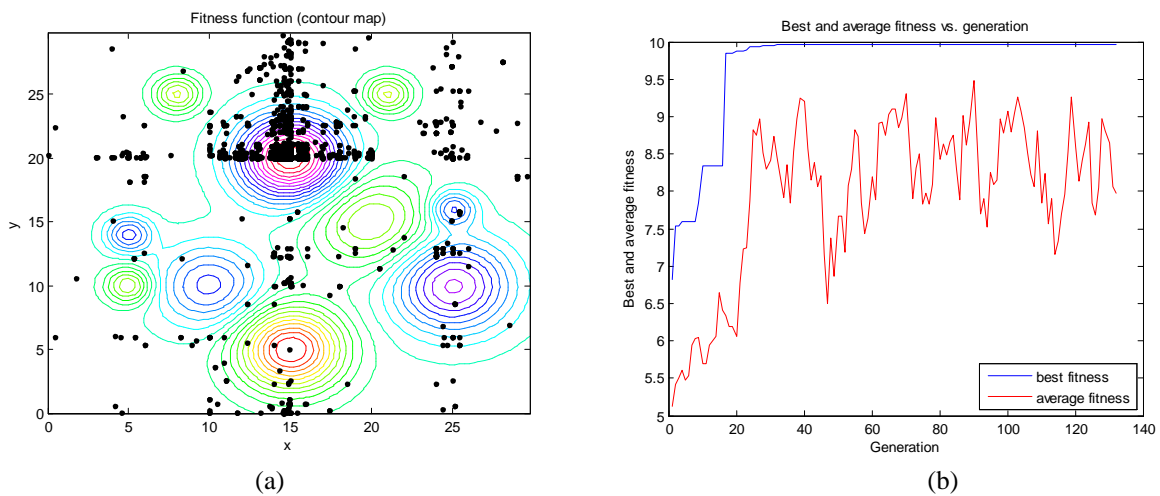 Fitness function (contour map)
25
20
15
10
5
0
y
0 5 10 15 20 25
x
(a)
Best and average fitness vs. generation
10
9.5
9
8.5
8
7.5
7
6.5
6
5.5
5
Best and average fitness
0 20 40 60 80 100 120 140
Generation
best fitness
average fitness
(b)